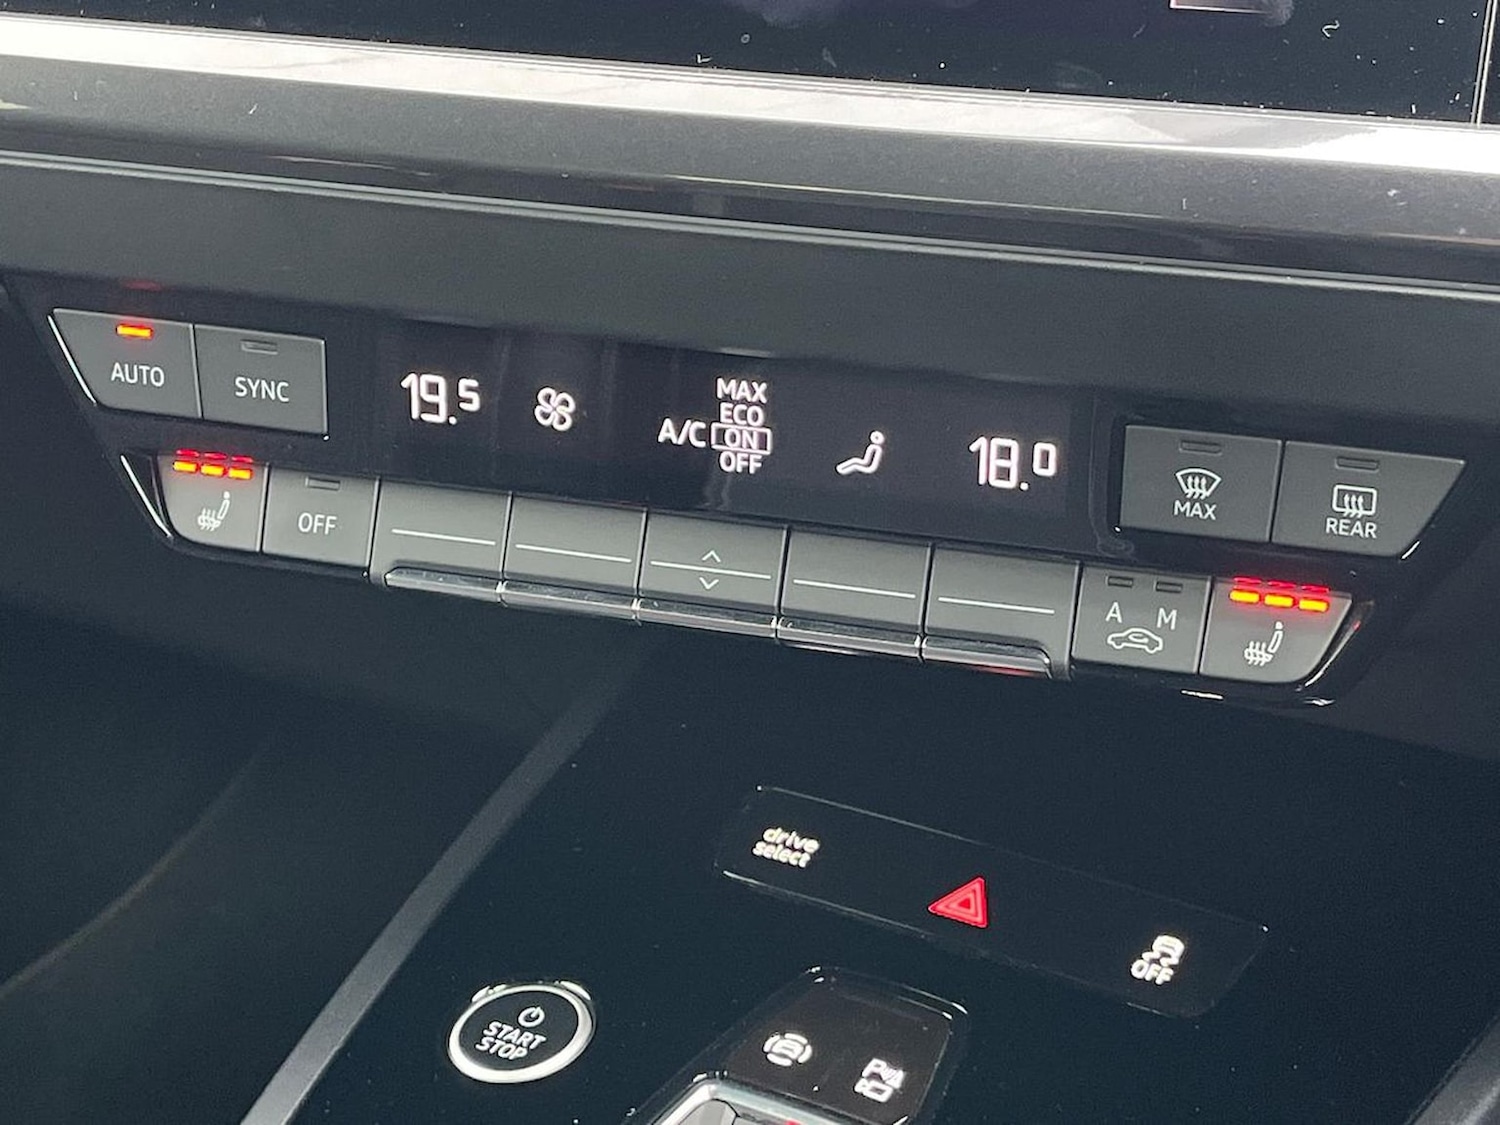 AUTO
SYNC
19.5
MAX
ECO
A/C ON
OFF
18.0
MAX
REAR
OFF
A M
drive
select
OFF
START
STOP
P